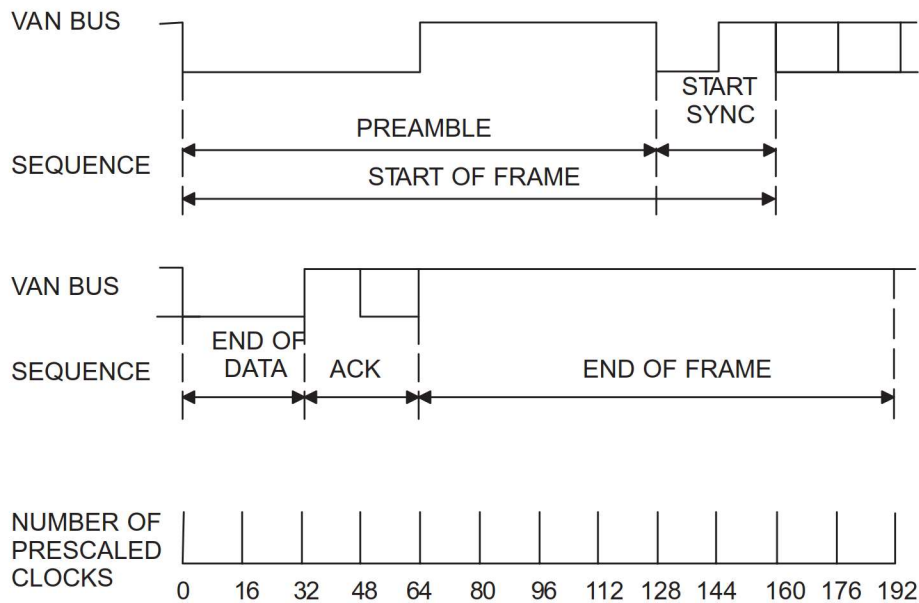 VAN BUS
START
SYNC
PREAMBLE
SEQUENCE
START OF FRAME
VAN BUS
END OF
DATA
ACK
END OF FRAME
SEQUENCE
NUMBER OF
PRESCALED
CLOCKS
0 16 32 48 64 80 96 112 128 144 160 176 192